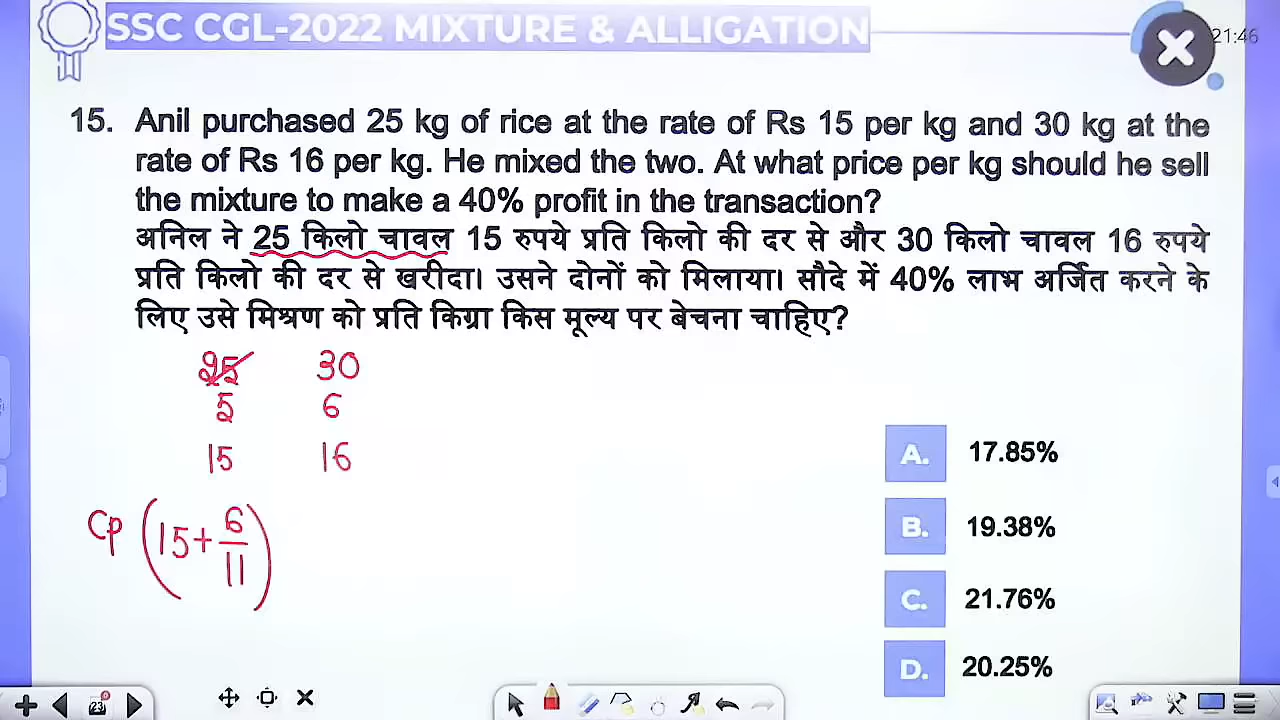 SSC CGL-2022 MIXTURE & ALLIGATION
21:46
15. Anil purchased 25 kg of rice at the rate of Rs 15 per kg and 30 kg at the
rate of Rs 16 per kg. He mixed the two. At what price per kg should he sell
the mixture to make a 40% profit in the transaction?
अनिल ने 25 किलो चावल 15 रुपये प्रति किलो की दर से और 30 किलो चावल 16 रुपये
प्रति किलो की दर से खरीदा। उसने दोनों को मिलाया। सौदे में 40% लाभ अर्जित करने के
लिए उसे मिश्रण को प्रति किग्रा किस मूल्य पर बेचना चाहिए?
25 30
5 6
15 16
CP (15+6/11)
A. 17.85%
B. 19.38%
C. 21.76%
D. 20.25%
23